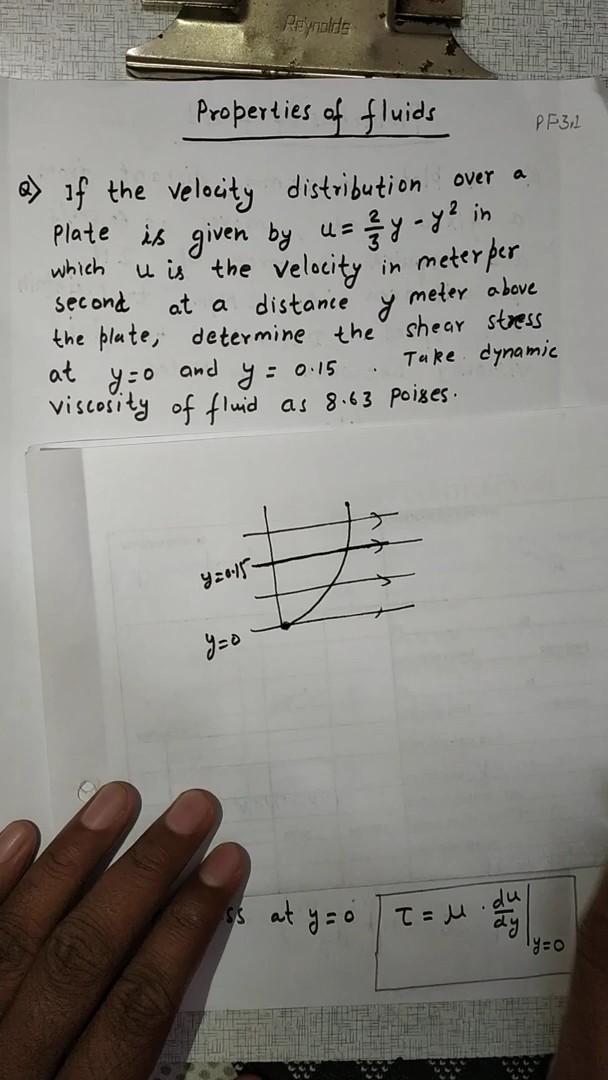 Reynolds
Properties of fluids
PF3.1
Q) If the velocity distribution over a
plate is given by u = 2/3 y - y² in
which u is the velocity in meter per
second at a distance y meter above
the plate, determine the shear stress
at y=0 and y = 0.15 . Take dynamic
viscosity of fluid as 8.63 poises.
y=0.15
y=0
at y=0 τ = μ · du/dy |y=0